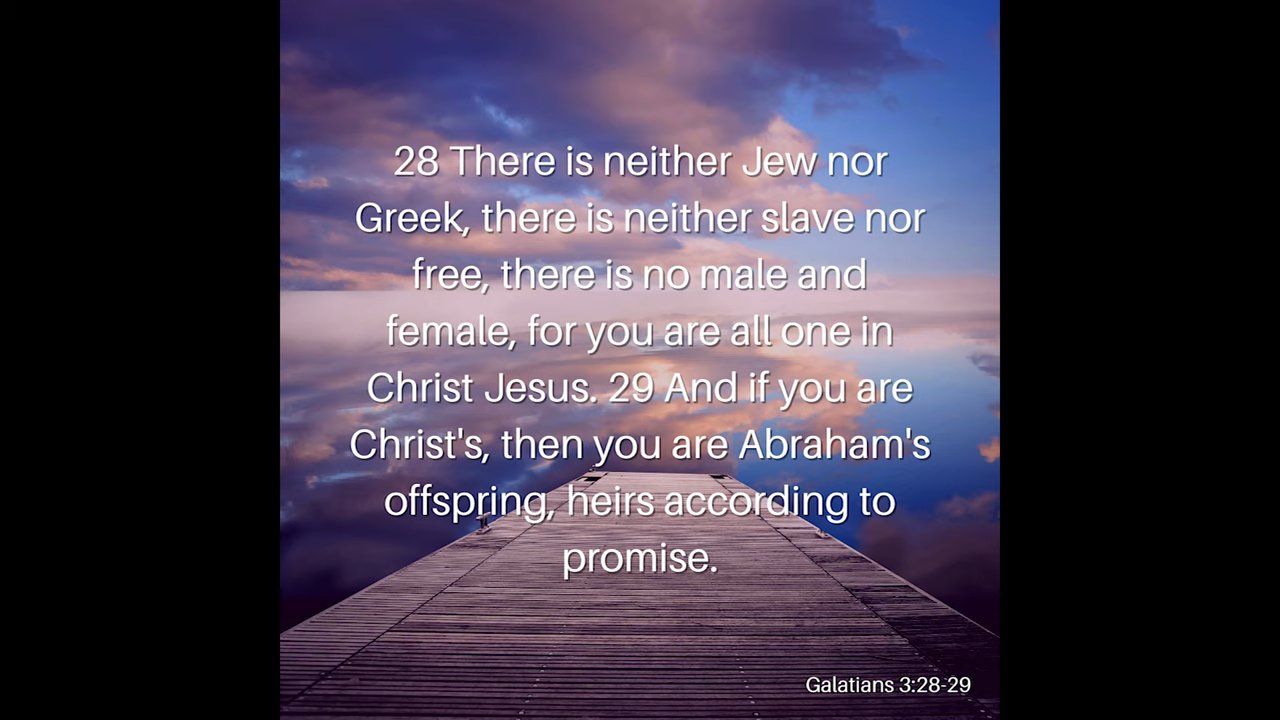 28 There is neither Jew nor
Greek, there is neither slave nor
free, there is no male and
female, for you are all one in
Christ Jesus. 29 And if you are
Christ's, then you are Abraham's
offspring, heirs according to
promise.
Galatians 3:28-29